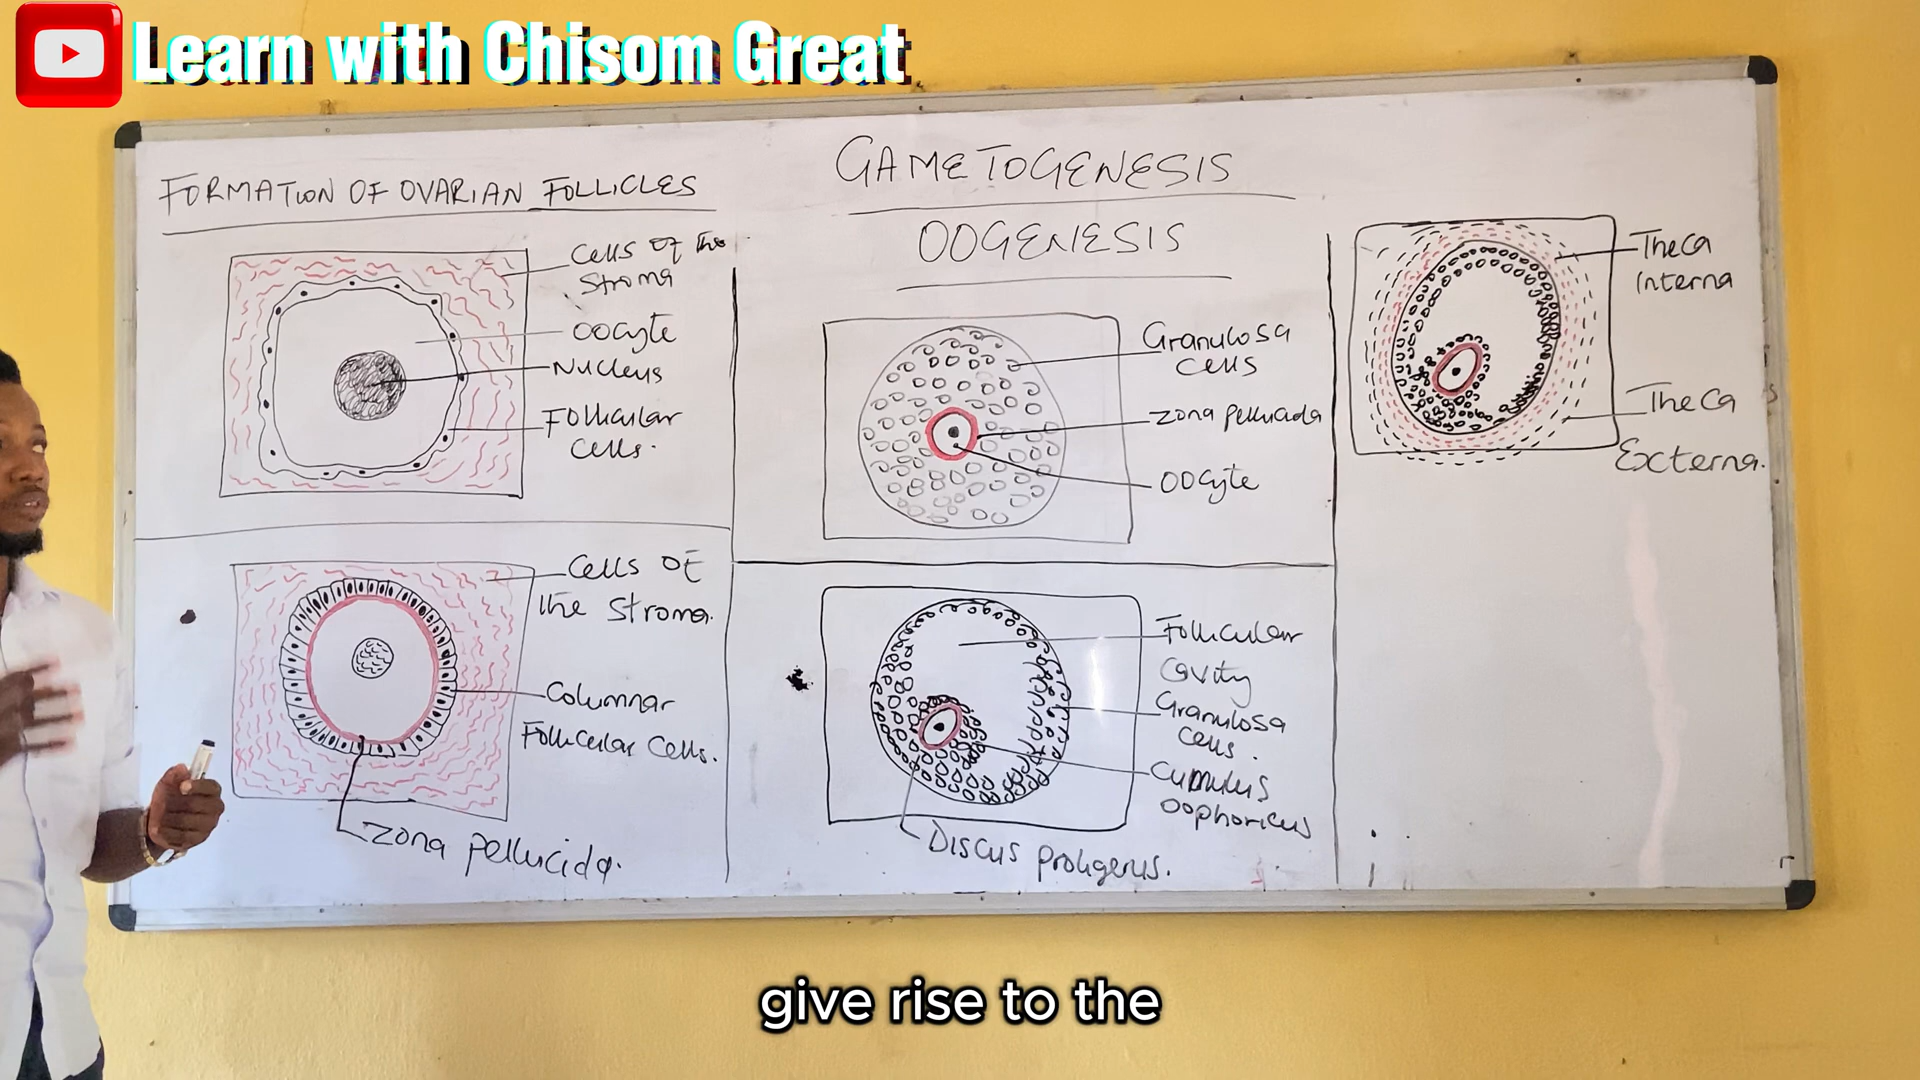 Learn with Chisom Great
GAMETOGENESIS
OOGENESIS
FORMATION OF OVARIAN FOLLICLES
Cells of the
Stroma
Oocyte
Nucleus
Follicular
Cells.
Cells of
the Stroma.
Columnar
Follicular Cells.
Zona pellucida.
Granulosa
Cells
Zona pellucida
Oocyte
Follicular
Cavity
Granulosa
Cells.
Cumulus
Oophoricus
Discus proligerus.
Theca
Interna
Theca
Externa.
give rise to the